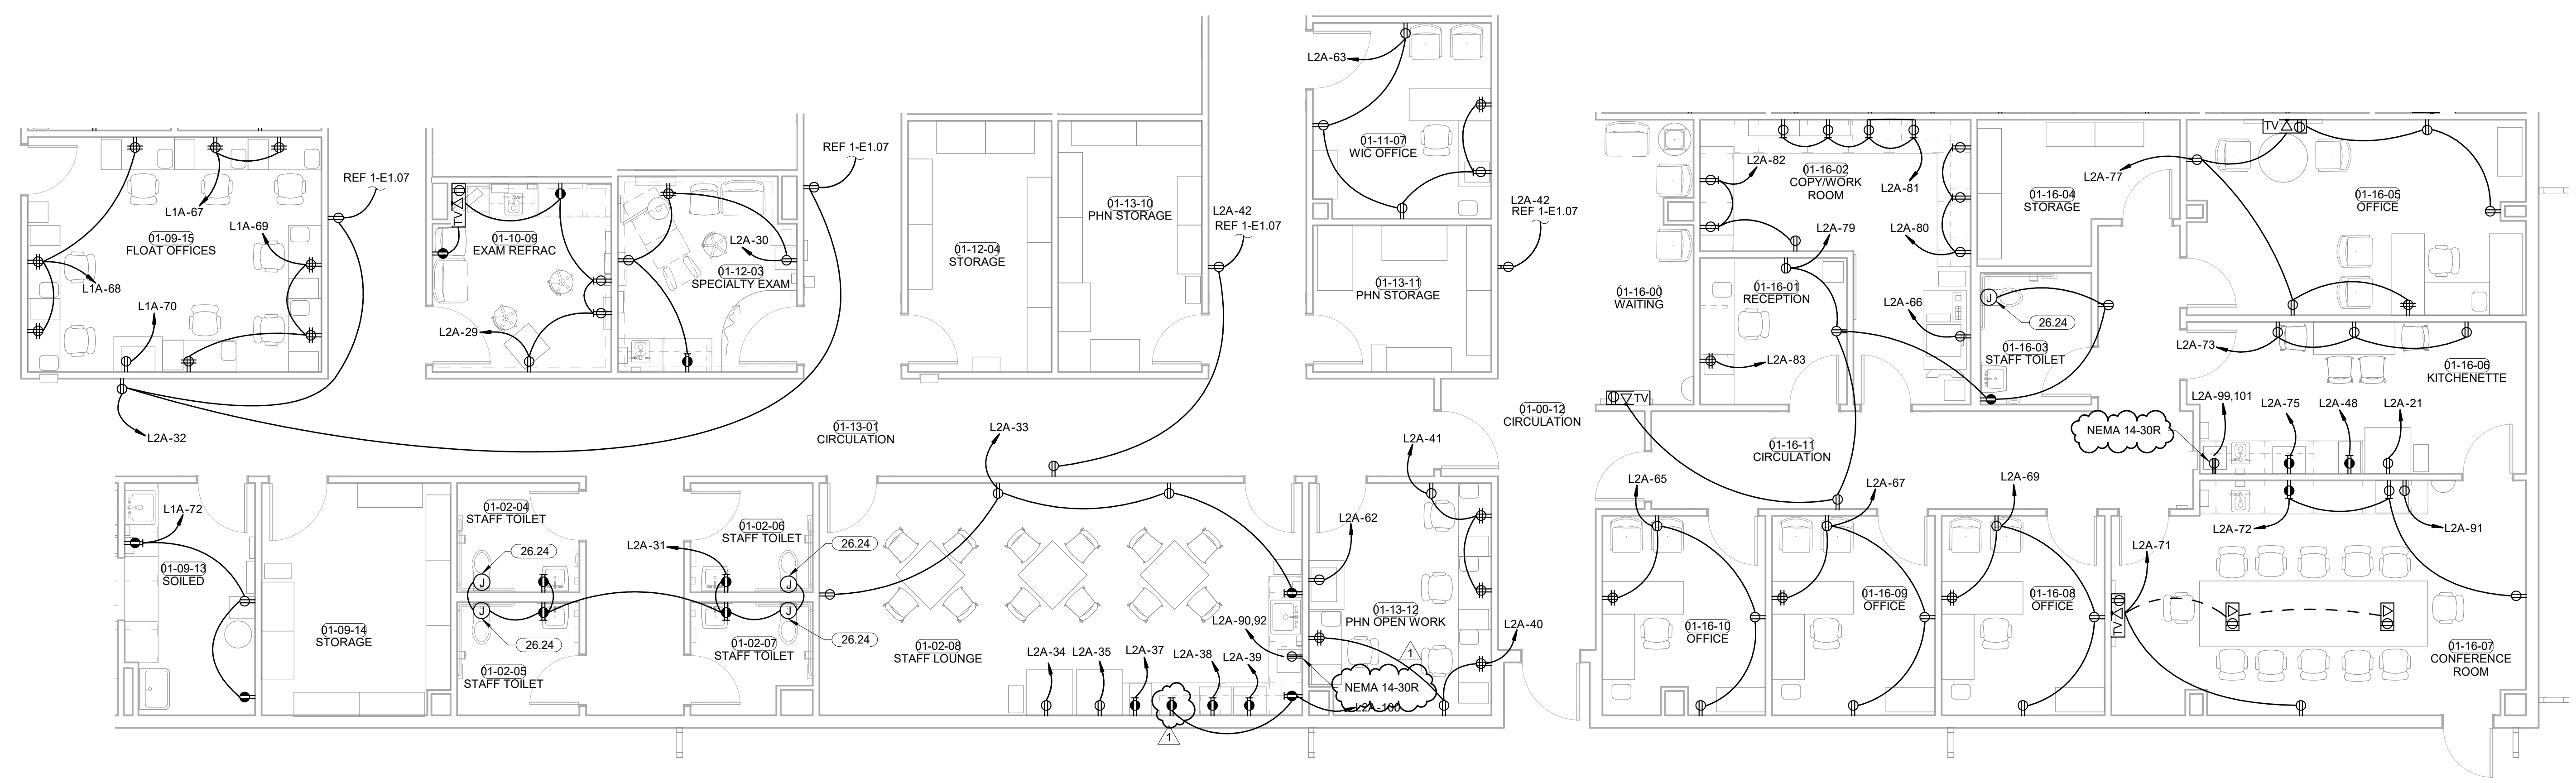 L2A-63
01-11-07
WIC OFFICE
REF 1-E1.07
REF 1-E1.07
L1A-67
L1A-69
01-09-15
FLOAT OFFICES
L1A-68
L1A-70
L2A-32
TV
01-10-09
EXAM REFRAC
L2A-29
L2A-30
01-12-03
SPECIALTY EXAM
01-12-04
STORAGE
01-13-10
PHN STORAGE
L2A-42
REF 1-E1.07
01-13-11
PHN STORAGE
L2A-42
REF 1-E1.07
01-13-01
CIRCULATION
01-00-12
CIRCULATION
01-16-00
WAITING
TV
L2A-82
01-16-02
COPY/WORK
ROOM
L2A-81
L2A-79
L2A-80
01-16-01
RECEPTION
L2A-66
L2A-83
01-16-04
STORAGE
J
26.24
01-16-03
STAFF TOILET
L2A-77
TV
01-16-05
OFFICE
L2A-73
01-16-06
KITCHENETTE
L2A-99,101
L2A-75
L2A-48
L2A-21
NEMA 14-30R
01-16-11
CIRCULATION
L1A-72
01-09-13
SOILED
01-09-14
STORAGE
01-02-04
STAFF TOILET
26.24
J
J
26.24
01-02-05
STAFF TOILET
L2A-31
01-02-06
STAFF TOILET
26.24
J
J
26.24
01-02-07
STAFF TOILET
L2A-33
01-02-08
STAFF LOUNGE
L2A-34
L2A-35
L2A-37
L2A-38
L2A-39
L2A-90,92
1
L2A-41
L2A-62
01-13-12
PHN OPEN WORK
1
NEMA 14-30R
L2A-100
L2A-40
L2A-65
01-16-10
OFFICE
L2A-67
01-16-09
OFFICE
L2A-69
01-16-08
OFFICE
L2A-71
TV
L2A-72
L2A-91
01-16-07
CONFERENCE
ROOM